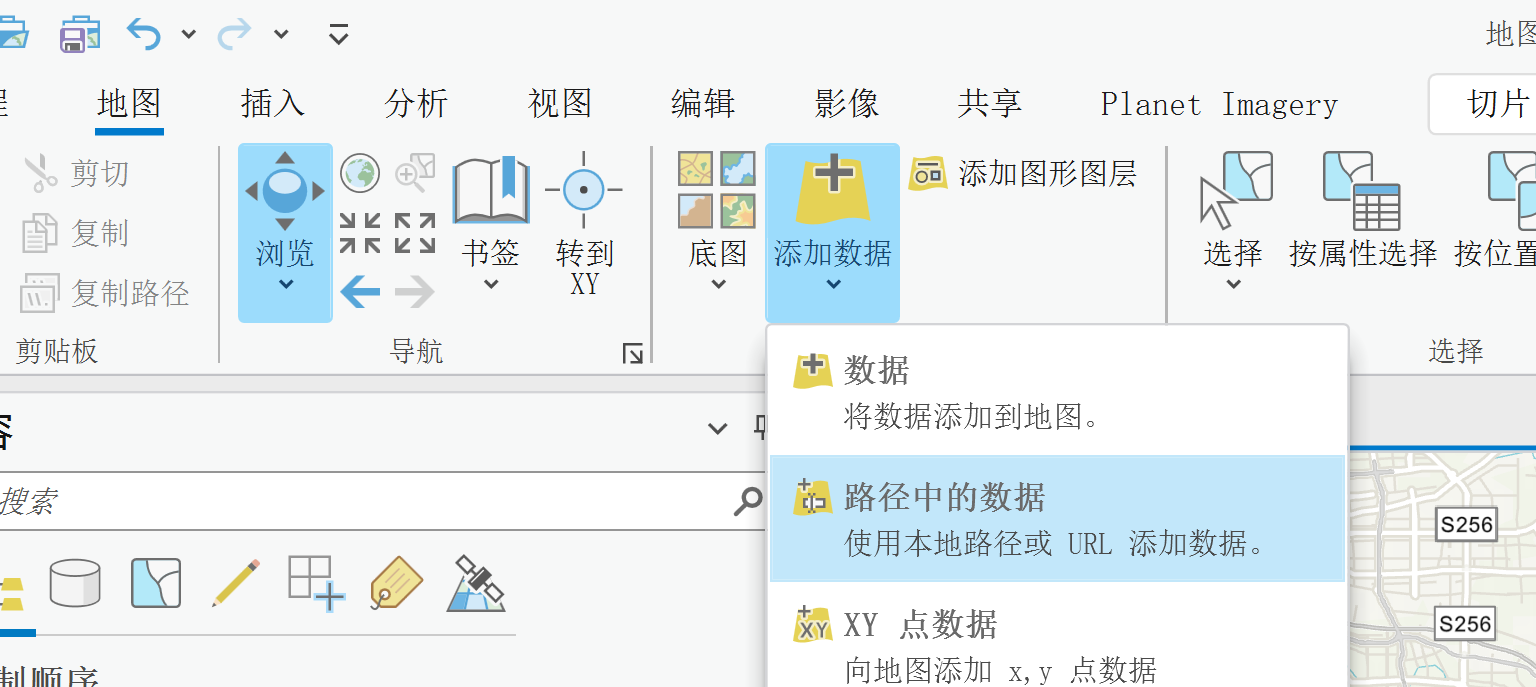 地图
地图
插入
分析
视图
编辑
影像
共享
Planet Imagery
切片
剪切
复制
复制路径
剪贴板
浏览
书签
转到
XY
导航
底图
添加数据
添加图形图层
选择
按属性选择
按位置
选择
数据
将数据添加到地图。
路径中的数据
使用本地路径或 URL 添加数据。
XY 点数据
向地图添加 x,y 点数据
搜索
制顺序
S256
S256